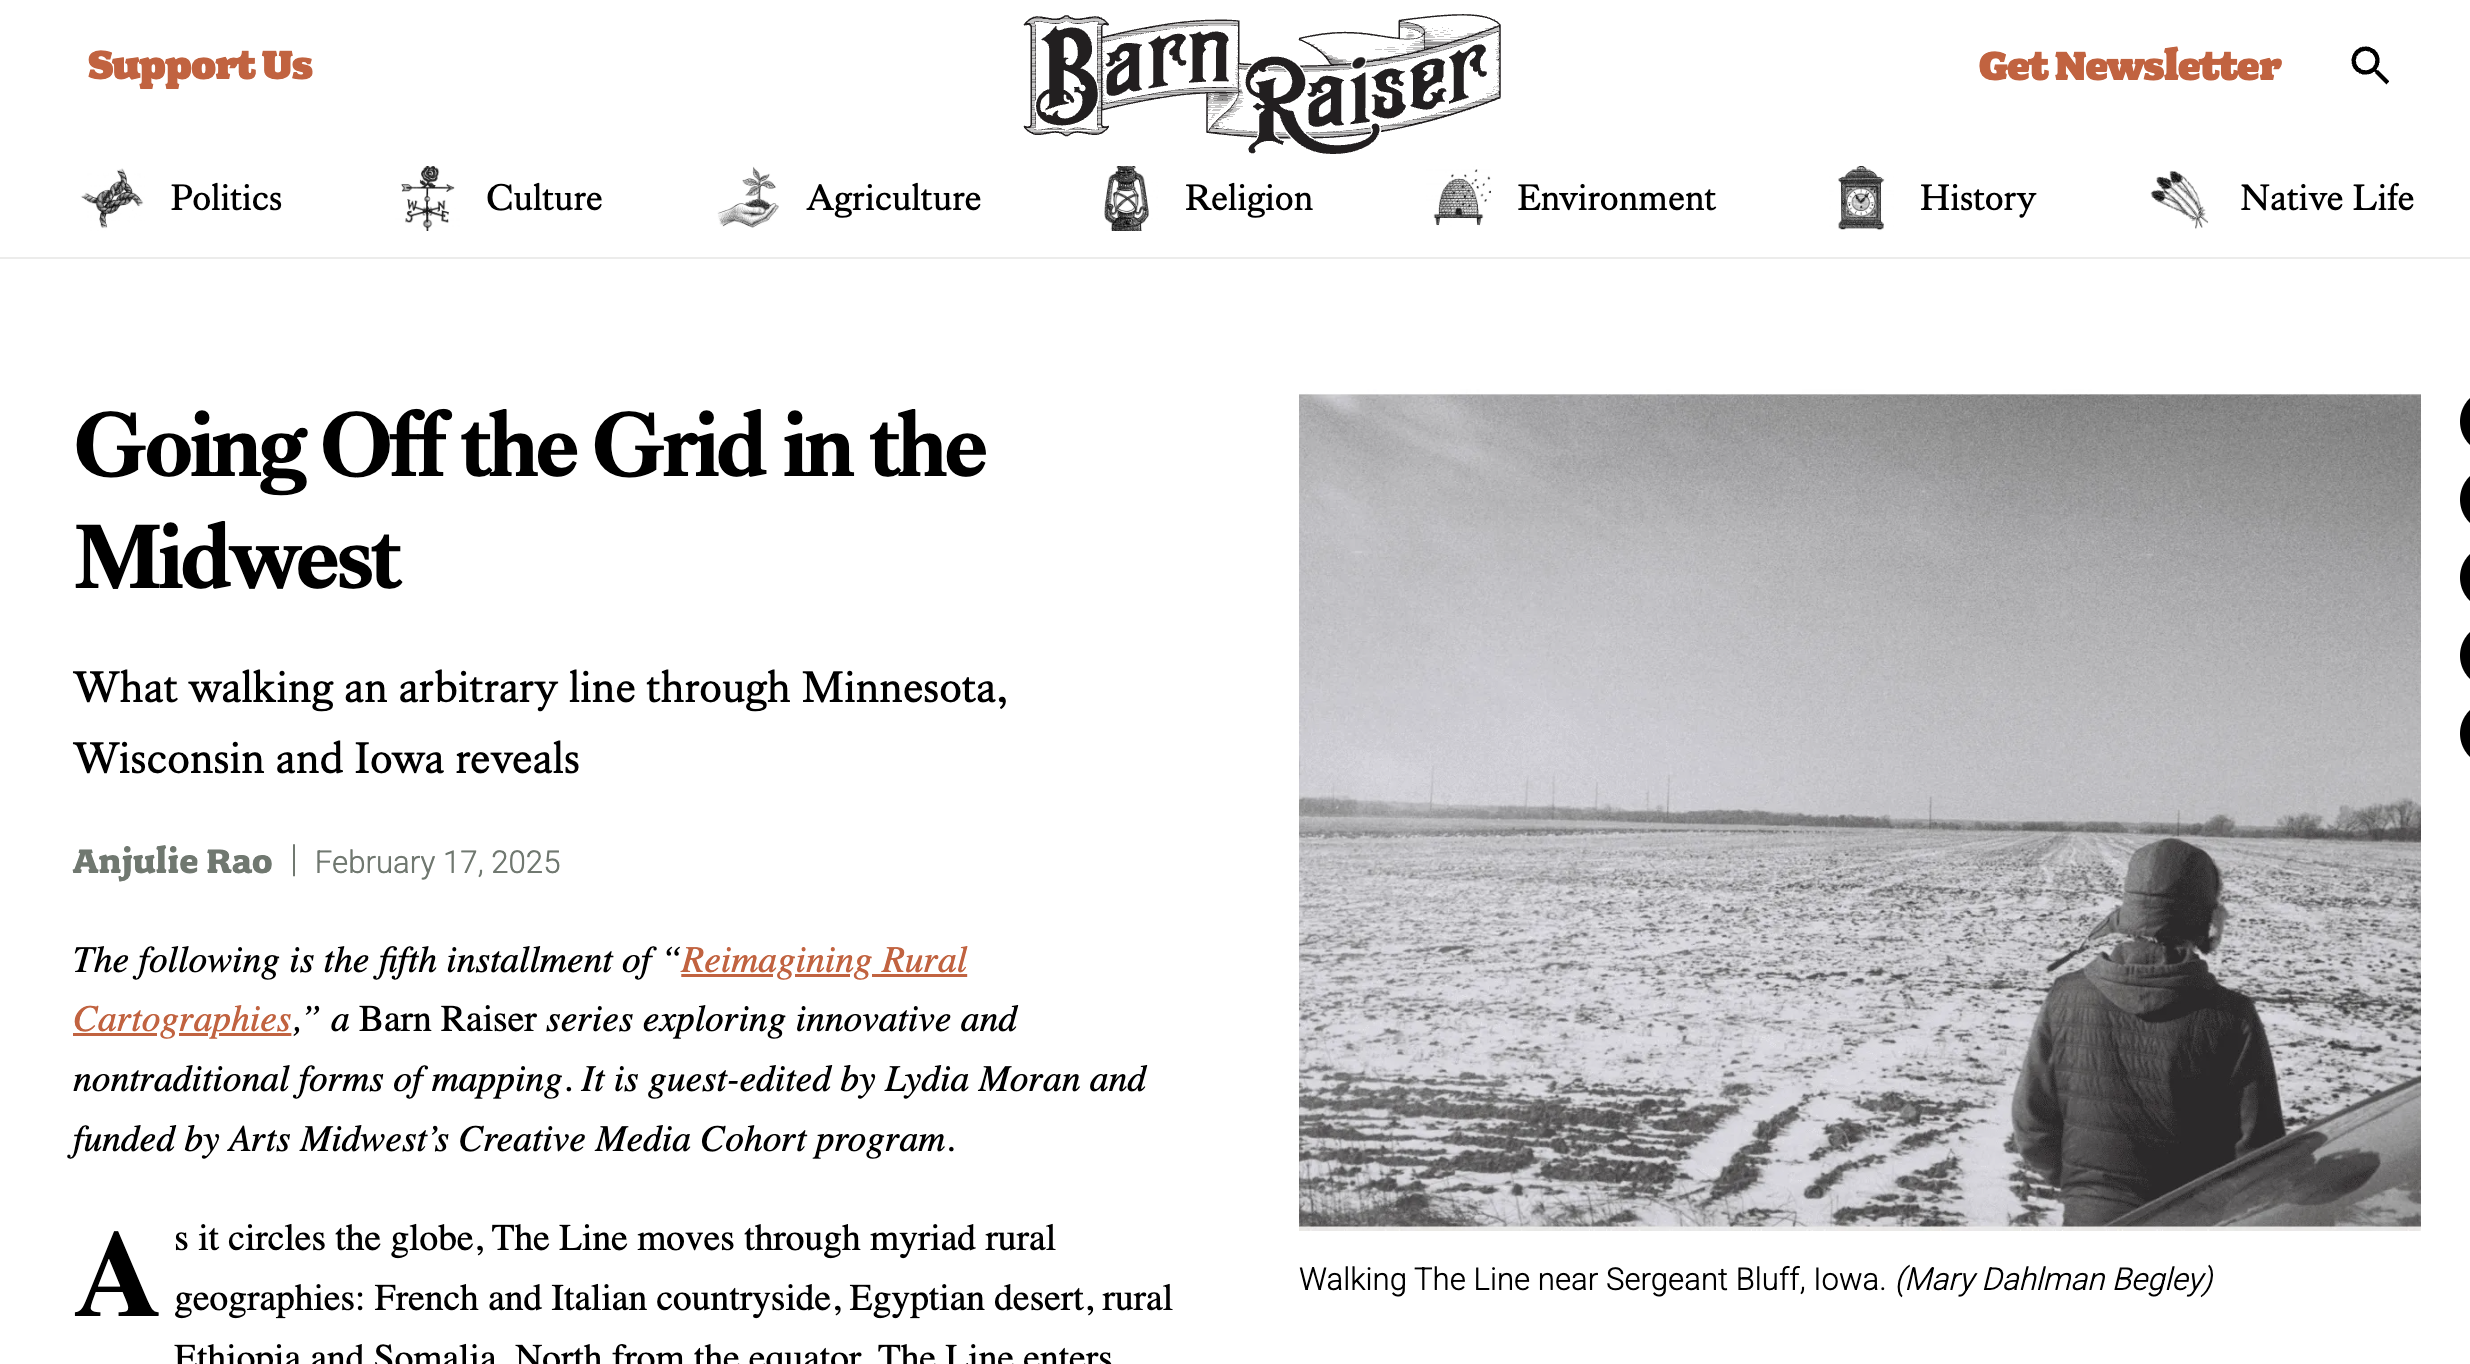 Support Us
Barn Raiser
Get Newsletter
Politics
Culture
Agriculture
Religion
Environment
History
Native Life
Going Off the Grid in the
Midwest
What walking an arbitrary line through Minnesota,
Wisconsin and Iowa reveals
Anjulie Rao | February 17, 2025
The following is the fifth installment of “Reimagining Rural
Cartographies,” a Barn Raiser series exploring innovative and
nontraditional forms of mapping. It is guest-edited by Lydia Moran and
funded by Arts Midwest’s Creative Media Cohort program.
As it circles the globe, The Line moves through myriad rural
geographies: French and Italian countryside, Egyptian desert, rural
Ethiopia and Somalia. North from the equator, The Line enters
Walking The Line near Sergeant Bluff, Iowa. (Mary Dahlman Begley)